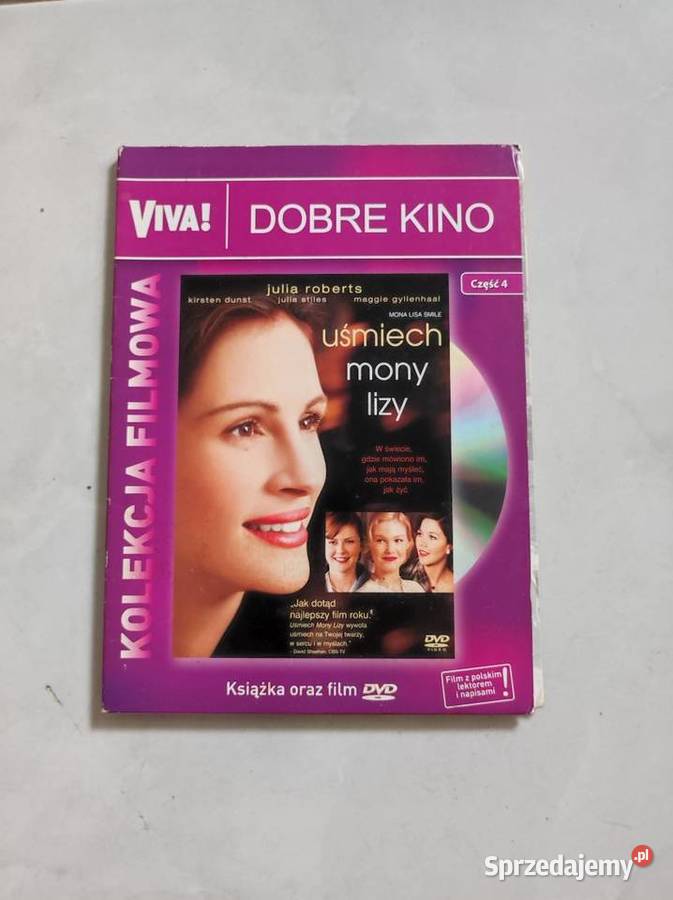 VIVA! DOBRE KINO
Część 4
KOLEKCJA FILMOWA
julia roberts
kirsten dunst julia stiles maggie gyllenhaal
MONA LISA SMILE
uśmiech
mony
lizy
W świecie,
gdzie mówiono im,
jak mają myśleć,
ona pokazała im,
jak żyć.
„Jak dotąd
najlepszy film roku."
Uśmiech Mony Lizy wywoła
uśmiech na Twojej twarzy,
w sercu i w myślach."
– David Sheehan, CBS-TV
DVD
VIDEO
Książka oraz film DVD
Film z polskim
lektorem
i napisami !
Sprzedajemy.pl